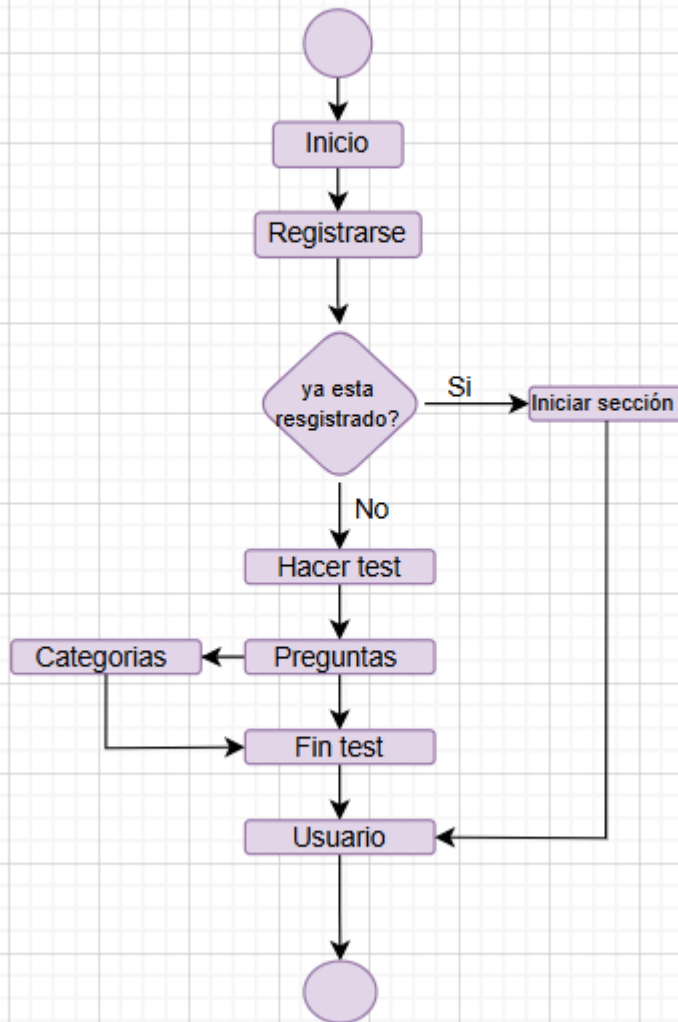 Inicio
Registrarse
ya esta
resgistrado?
Si
Iniciar sección
No
Hacer test
Categorias
Preguntas
Fin test
Usuario